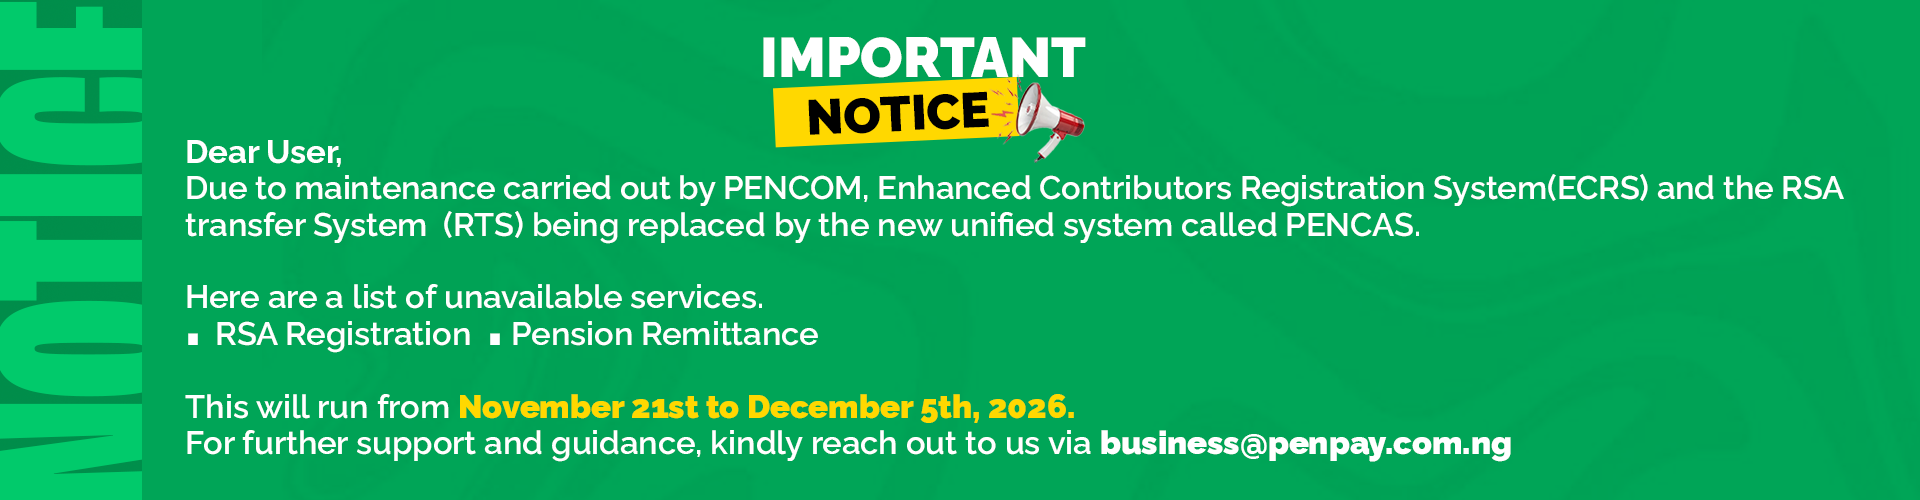 NOTICE
IMPORTANT
NOTICE
Dear User,
Due to maintenance carried out by PENCOM, Enhanced Contributors Registration System(ECRS) and the RSA
transfer System (RTS) being replaced by the new unified system called PENCAS.
Here are a list of unavailable services.
▪ RSA Registration ▪ Pension Remittance
This will run from November 21st to December 5th, 2026.
For further support and guidance, kindly reach out to us via business@penpay.com.ng